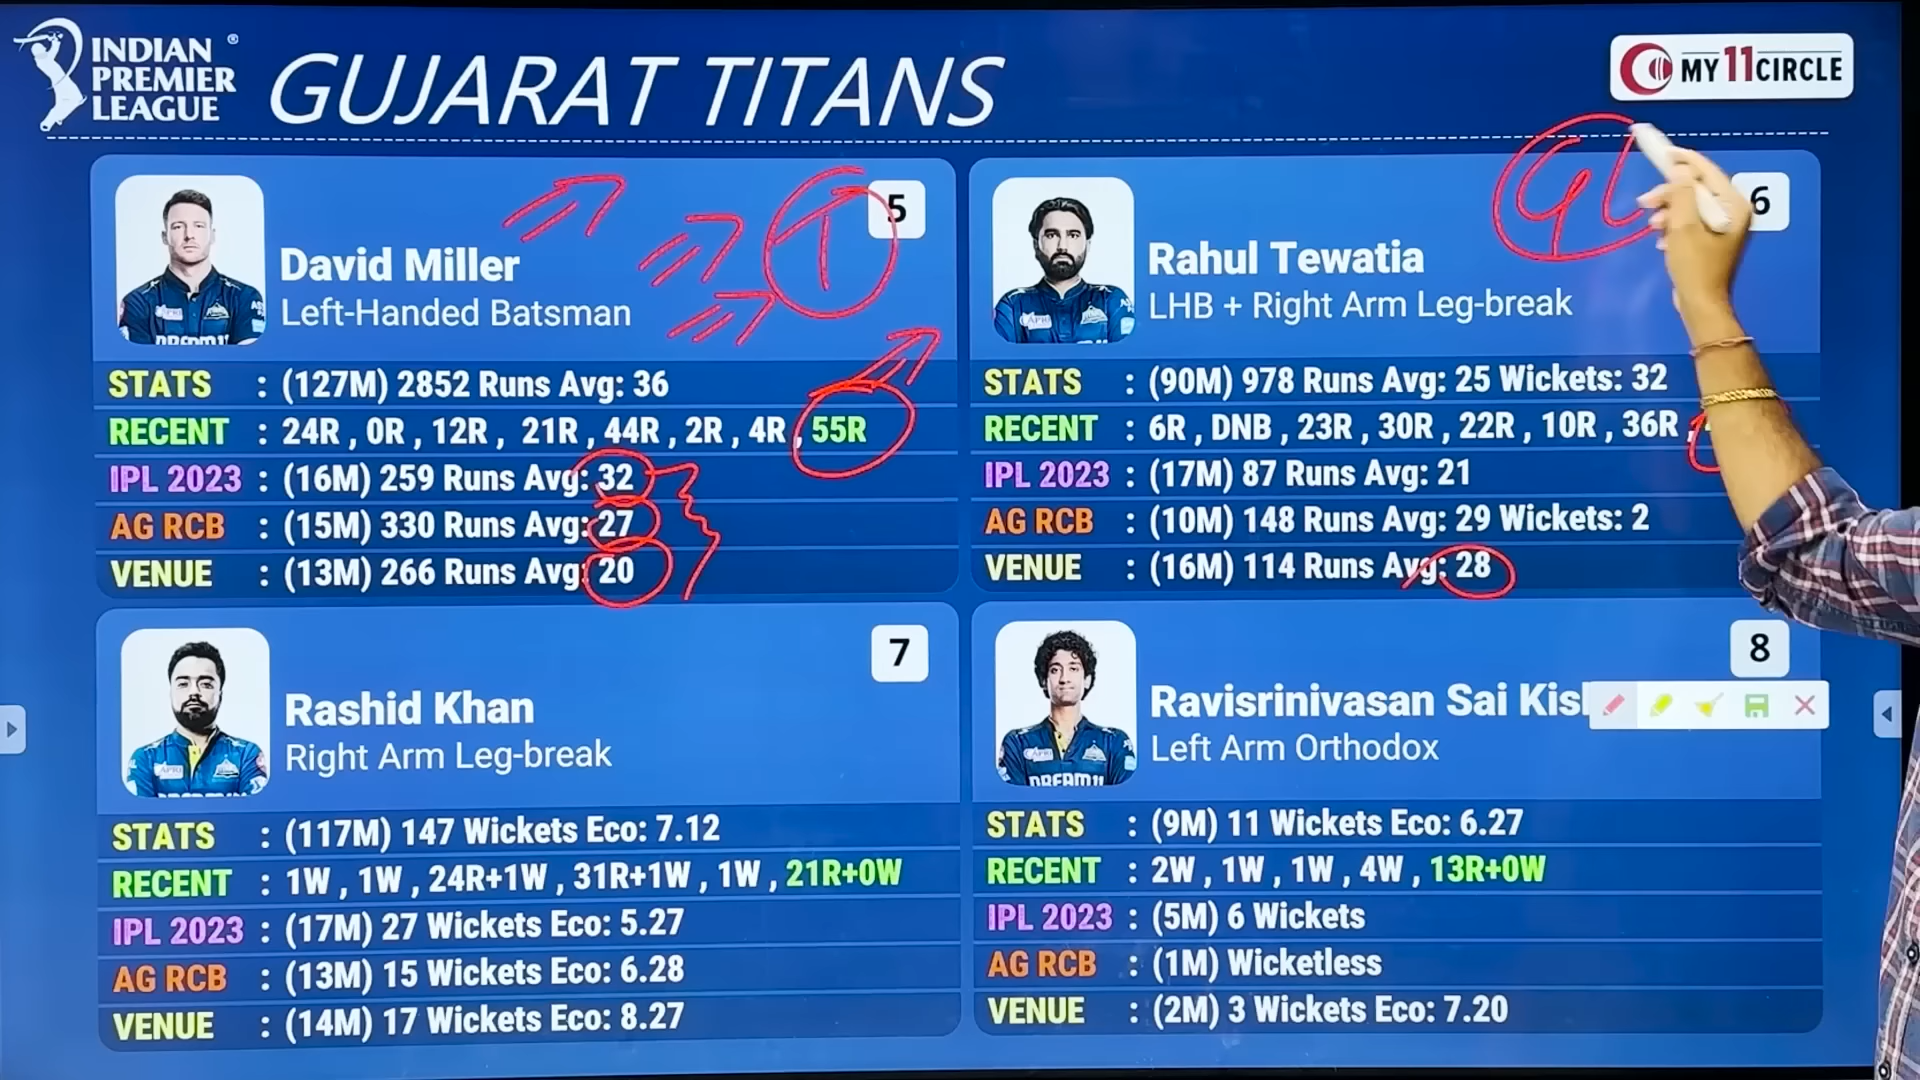 INDIAN
PREMIER
LEAGUE
®
GUJARAT TITANS
MY11CIRCLE
5
T
David Miller
Left-Handed Batsman
STATS : (127M) 2852 Runs Avg: 36
RECENT : 24R , 0R , 12R , 21R , 44R , 2R , 4R , 55R
IPL 2023 : (16M) 259 Runs Avg: 32
AG RCB : (15M) 330 Runs Avg: 27
VENUE : (13M) 266 Runs Avg: 20
6
GL
Rahul Tewatia
LHB + Right Arm Leg-break
STATS : (90M) 978 Runs Avg: 25 Wickets: 32
RECENT : 6R , DNB , 23R , 30R , 22R , 10R , 36R ,
IPL 2023 : (17M) 87 Runs Avg: 21
AG RCB : (10M) 148 Runs Avg: 29 Wickets: 2
VENUE : (16M) 114 Runs Avg: 28
7
Rashid Khan
Right Arm Leg-break
STATS : (117M) 147 Wickets Eco: 7.12
RECENT : 1W , 1W , 24R+1W , 31R+1W , 1W , 21R+0W
IPL 2023 : (17M) 27 Wickets Eco: 5.27
AG RCB : (13M) 15 Wickets Eco: 6.28
VENUE : (14M) 17 Wickets Eco: 8.27
8
Ravisrinivasan Sai
Left Arm Orthodox
STATS : (9M) 11 Wickets Eco: 6.27
RECENT : 2W , 1W , 1W , 4W , 13R+0W
IPL 2023 : (5M) 6 Wickets
AG RCB : (1M) Wicketless
VENUE : (2M) 3 Wickets Eco: 7.20